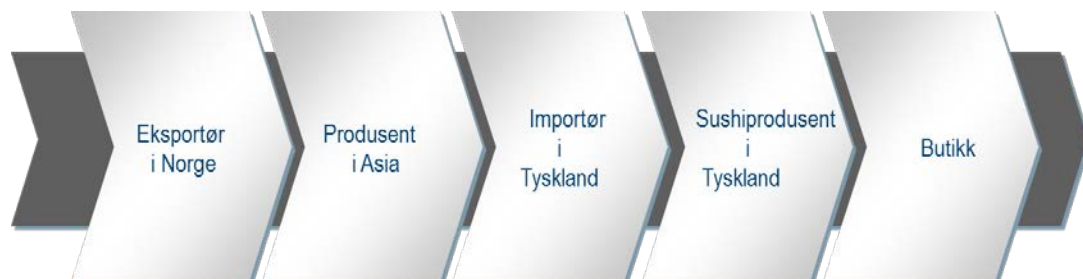 Eksportør
i Norge
Produsent
i Asia
Importør
i
Tyskland
Sushiprodusent
i
Tyskland
Butikk